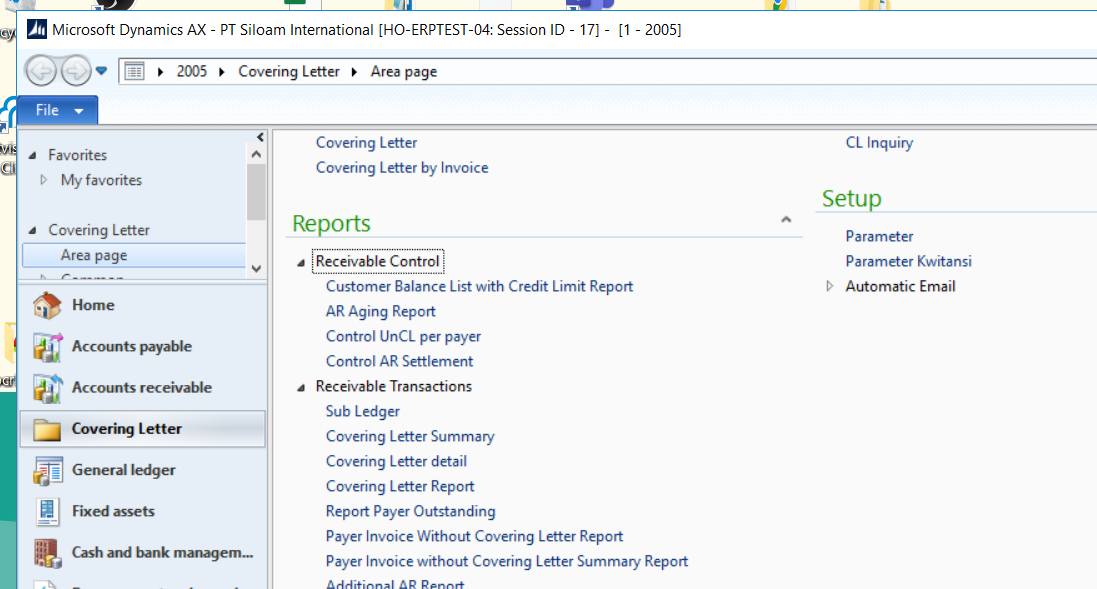 Microsoft Dynamics AX - PT Siloam International [HO-ERPTEST-04: Session ID - 17] - [1 - 2005]
2005 Covering Letter Area page
File
Favorites
My favorites
Covering Letter
Area page
Common
Home
Accounts payable
Accounts receivable
Covering Letter
General ledger
Fixed assets
Cash and bank managem...
Covering Letter
Covering Letter by Invoice
Reports
Receivable Control
Customer Balance List with Credit Limit Report
AR Aging Report
Control UnCL per payer
Control AR Settlement
Receivable Transactions
Sub Ledger
Covering Letter Summary
Covering Letter detail
Covering Letter Report
Report Payer Outstanding
Payer Invoice Without Covering Letter Report
Payer Invoice without Covering Letter Summary Report
Additional AR Report
CL Inquiry
Setup
Parameter
Parameter Kwitansi
Automatic Email